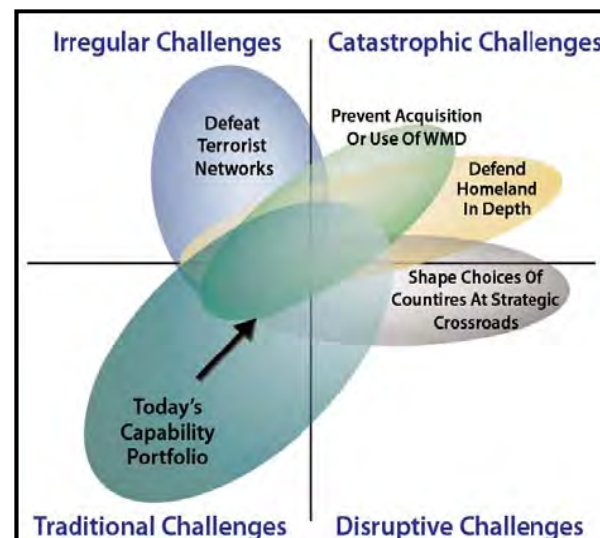 Irregular Challenges
Catastrophic Challenges
Defeat
Terrorist
Networks
Prevent Acquisition
Or Use Of WMD
Defend
Homeland
In Depth
Shape Choices Of
Countires At Strategic
Crossroads
Today's
Capability
Portfolio
Traditional Challenges
Disruptive Challenges